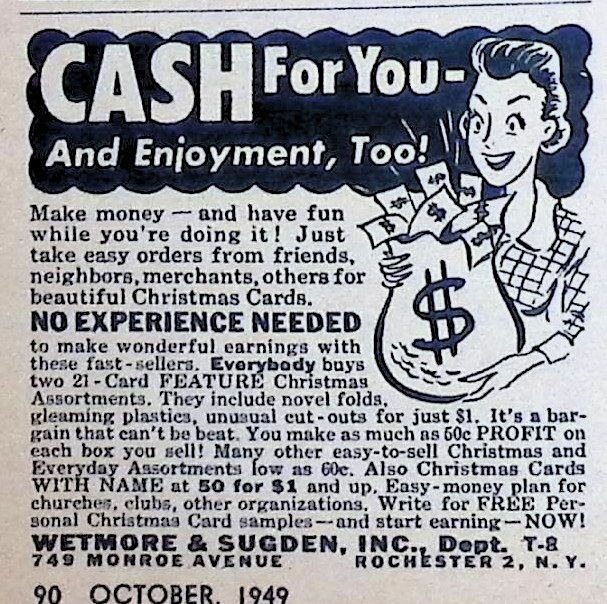 CASH For You-
And Enjoyment, Too!
Make money — and have fun
while you're doing it! Just
take easy orders from friends,
neighbors, merchants, others for
beautiful Christmas Cards.
NO EXPERIENCE NEEDED
to make wonderful earnings with
these fast-sellers. Everybody buys
two 21-Card FEATURE Christmas
Assortments. They include novel folds,
gleaming plastics, unusual cut-outs for just $1. It's a bar-
gain that can't be beat. You make as much as 50c PROFIT on
each box you sell! Many other easy-to-sell Christmas and
Everyday Assortments low as 60c. Also Christmas Cards
WITH NAME at 50 for $1 and up. Easy-money plan for
churches, clubs, other organizations. Write for FREE Per-
sonal Christmas Card samples—and start earning—NOW!
WETMORE & SUGDEN, INC., Dept. T-8
749 MONROE AVENUE ROCHESTER 2, N. Y.
90 OCTOBER, 1949